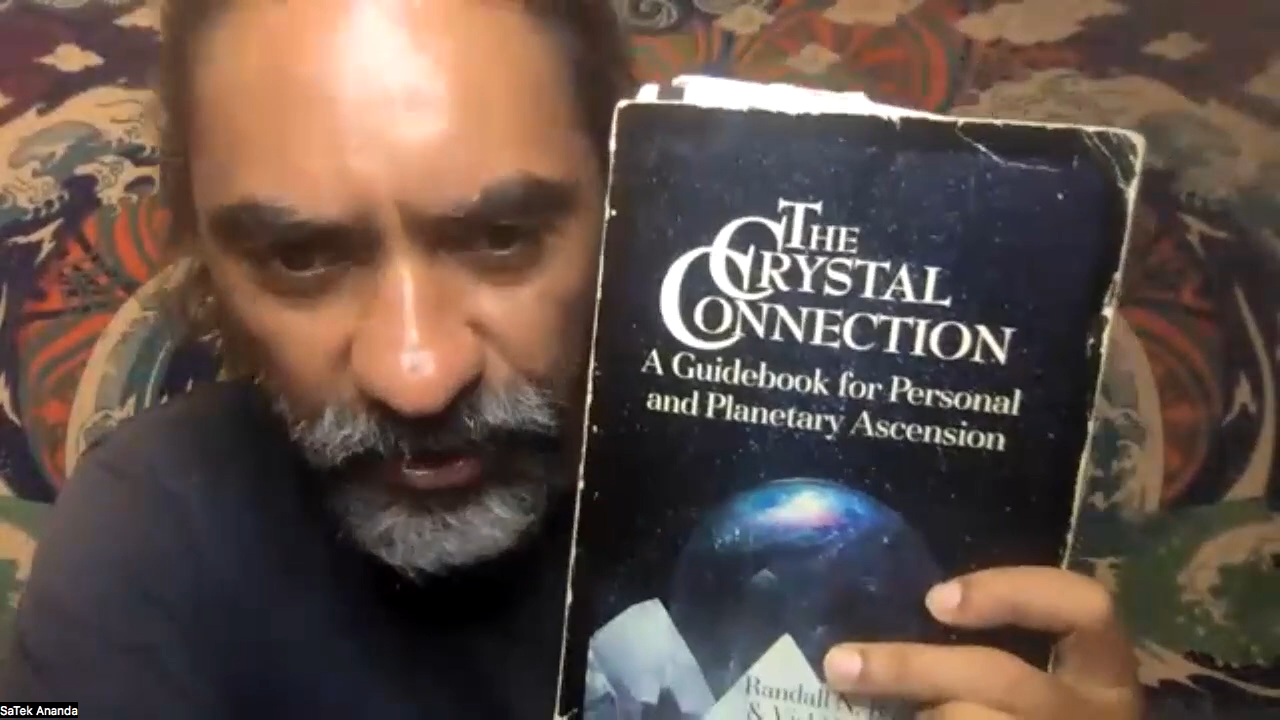 THE
CRYSTAL
CONNECTION
A Guidebook for Personal
and Planetary Ascension
Randall N.
&
SaTek Ananda